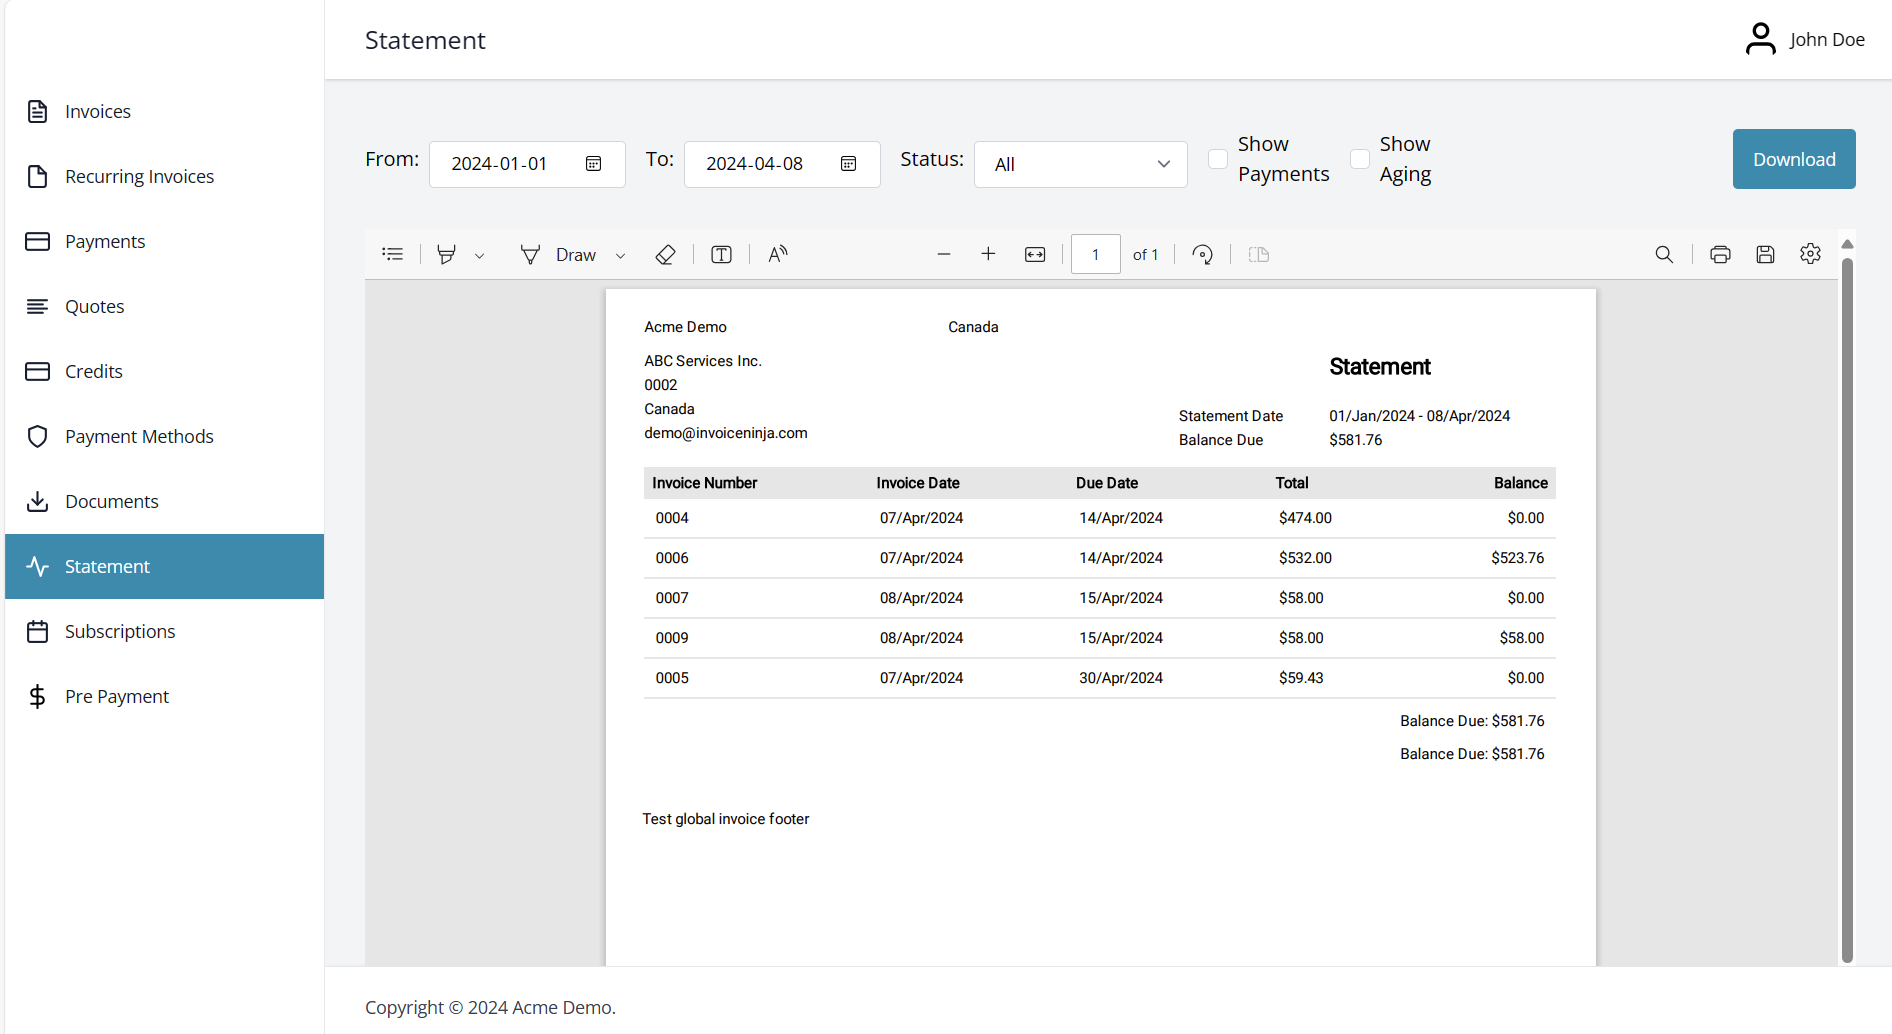 Statement
John Doe
Invoices
Recurring Invoices
Payments
Quotes
Credits
Payment Methods
Documents
Statement
Subscriptions
Pre Payment
From: 2024-01-01 To: 2024-04-08 Status: All Show Payments Show Aging Download
Draw 1 of 1
Acme Demo Canada
ABC Services Inc.
0002
Canada
demo@invoiceninja.com
Statement
Statement Date 01/Jan/2024 - 08/Apr/2024
Balance Due $581.76
Invoice Number Invoice Date Due Date Total Balance
0004 07/Apr/2024 14/Apr/2024 $474.00 $0.00
0006 07/Apr/2024 14/Apr/2024 $532.00 $523.76
0007 08/Apr/2024 15/Apr/2024 $58.00 $0.00
0009 08/Apr/2024 15/Apr/2024 $58.00 $58.00
0005 07/Apr/2024 30/Apr/2024 $59.43 $0.00
Balance Due: $581.76
Balance Due: $581.76
Test global invoice footer
Copyright © 2024 Acme Demo.